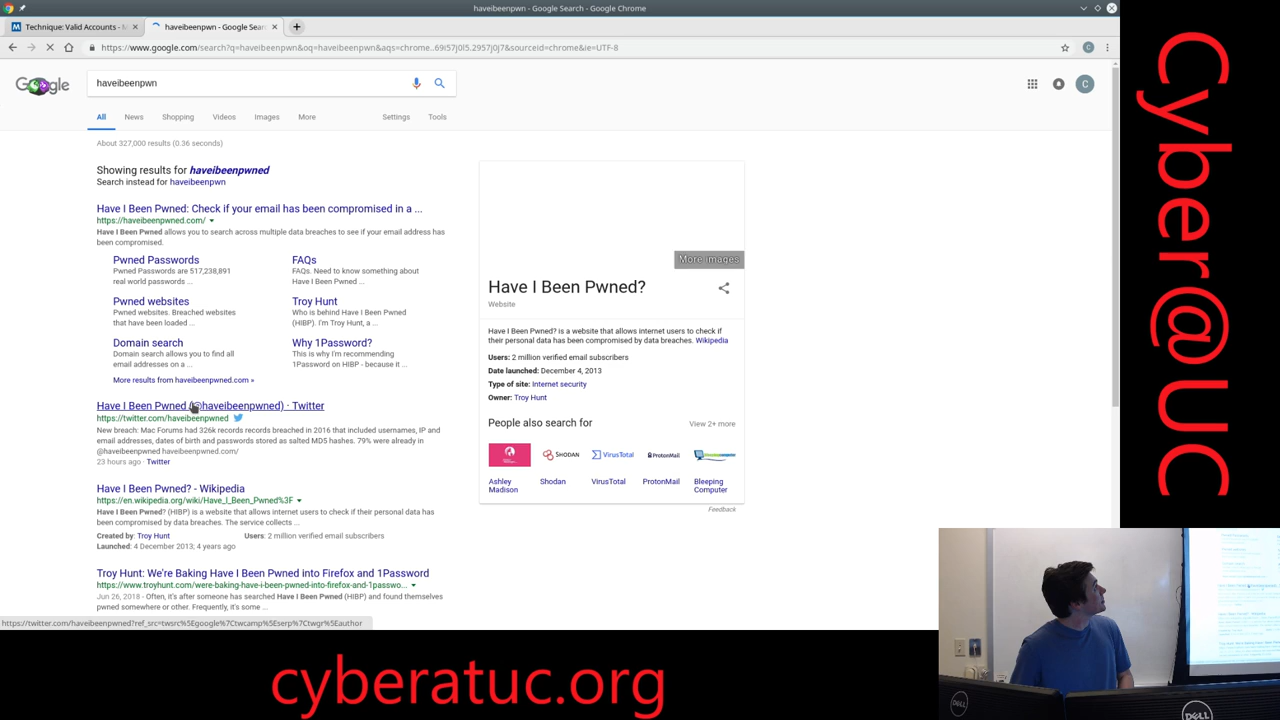 haveibeenpwn - Google Search - Google Chrome
Technique: Valid Accounts - M
haveibeenpwn - Google Sear
https://www.google.com/search?q=haveibeenpwn&oq=haveibeenpwn&aqs=chrome..69i57j0l5.2957j0j7&sourceid=chrome&ie=UTF-8
C
Google
haveibeenpwn
C
All News Shopping Videos Images More Settings Tools
About 327,000 results (0.36 seconds)
Showing results for haveibeenpwned
Search instead for haveibeenpwn
Have I Been Pwned: Check if your email has been compromised in a ...
https://haveibeenpwned.com/
Have I Been Pwned allows you to search across multiple data breaches to see if your email address has
been compromised.
Pwned Passwords
Pwned Passwords are 517,238,891
real world passwords ...
FAQs
FAQs. Need to know something about
Have I Been Pwned ...
Pwned websites
Pwned websites. Breached websites
that have been loaded ...
Troy Hunt
Who is behind Have I Been Pwned
(HIBP). I'm Troy Hunt, a ...
Domain search
Domain search allows you to find all
email addresses on a ...
Why 1Password?
This is why I'm recommending
1Password on HIBP - because it ...
More results from haveibeenpwned.com »
Have I Been Pwned (@haveibeenpwned) · Twitter
https://twitter.com/haveibeenpwned
New breach: Mac Forums had 326k records records breached in 2016 that included usernames, IP and
email addresses, dates of birth and passwords stored as salted MD5 hashes. 79% were already in
@haveibeenpwned haveibeenpwned.com/
23 hours ago · Twitter
Have I Been Pwned? - Wikipedia
https://en.wikipedia.org/wiki/Have_I_Been_Pwned%3F
Have I Been Pwned? (HIBP) is a website that allows internet users to check if their personal data has
been compromised by data breaches. The service collects ...
Created by: Troy Hunt Users: 2 million verified email subscribers
Launched: 4 December 2013; 4 years ago
Troy Hunt: We're Baking Have I Been Pwned into Firefox and 1Password
https://www.troyhunt.com/were-baking-have-i-been-pwned-into-firefox-and-1passwo...
Jun 26, 2018 - Often, it's after someone has searched Have I Been Pwned (HIBP) and found themselves
pwned somewhere or other. Frequently, it's some ...
https://twitter.com/haveibeenpwned?ref_src=twsrc%5Egoogle%7Ctwcamp%5Eserp%7Ctwgr%5Eauthor
More images
Have I Been Pwned?
Website
Have I Been Pwned? is a website that allows internet users to check if
their personal data has been compromised by data breaches. Wikipedia
Users: 2 million verified email subscribers
Date launched: December 4, 2013
Type of site: Internet security
Owner: Troy Hunt
People also search for View 2+ more
SHODAN VirusTotal ProtonMail
Ashley
Madison
Shodan
VirusTotal
ProtonMail
Bleeping
Computer
Feedback
Cyber@UC
DELL
DELL
cyberatuc.org